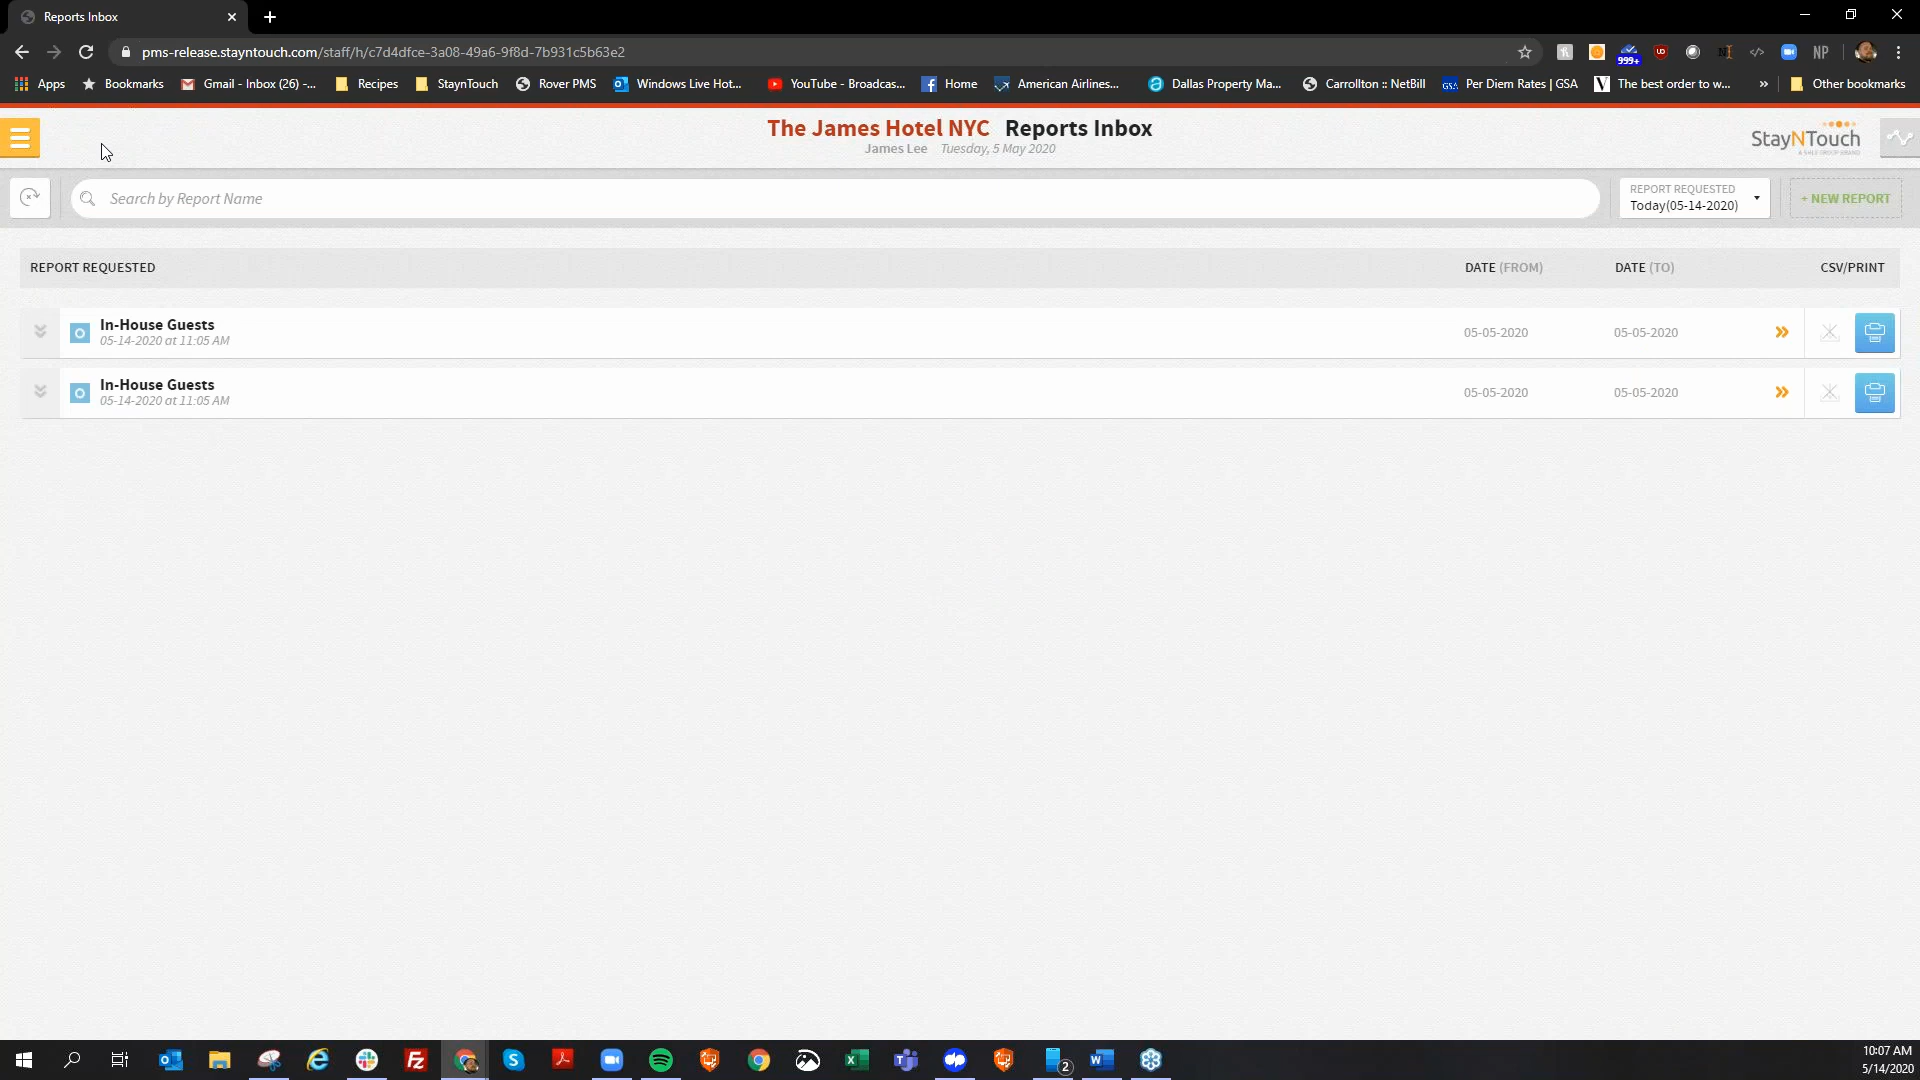 Reports Inbox
pms-release.stayntouch.com/staff/h/c7d4dfce-3a08-49a6-9f8d-7b931c5b63e2
999+
NP
Apps
Bookmarks
Gmail - Inbox (26) -...
Recipes
StaynTouch
Rover PMS
Windows Live Hot...
YouTube - Broadcas...
Home
American Airlines...
Dallas Property Ma...
Carrollton :: NetBill
GSA
Per Diem Rates | GSA
The best order to w...
»
Other bookmarks
The James Hotel NYC Reports Inbox
James Lee Tuesday, 5 May 2020
StayNTouch
Search by Report Name
REPORT REQUESTED
Today(05-14-2020)
+ NEW REPORT
REPORT REQUESTED DATE (FROM) DATE (TO) CSV/PRINT
In-House Guests
05-14-2020 at 11:05 AM
05-05-2020 05-05-2020
In-House Guests
05-14-2020 at 11:05 AM
05-05-2020 05-05-2020
2
10:07 AM
5/14/2020